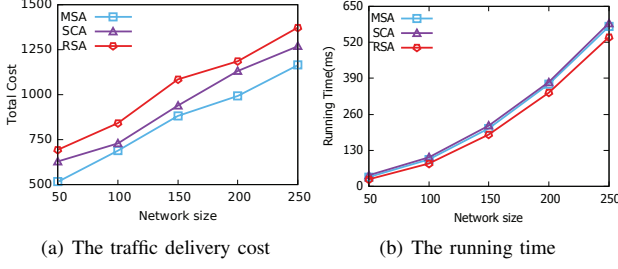 1500
1250
1000
750
500
Total Cost
MSA
SCA
RSA
50 100 150 200 250
Network size
(a) The traffic delivery cost
650
520
390
260
130
0
Running Time(ms)
MSA
SCA
RSA
50 100 150 200 250
Network size
(b) The running time